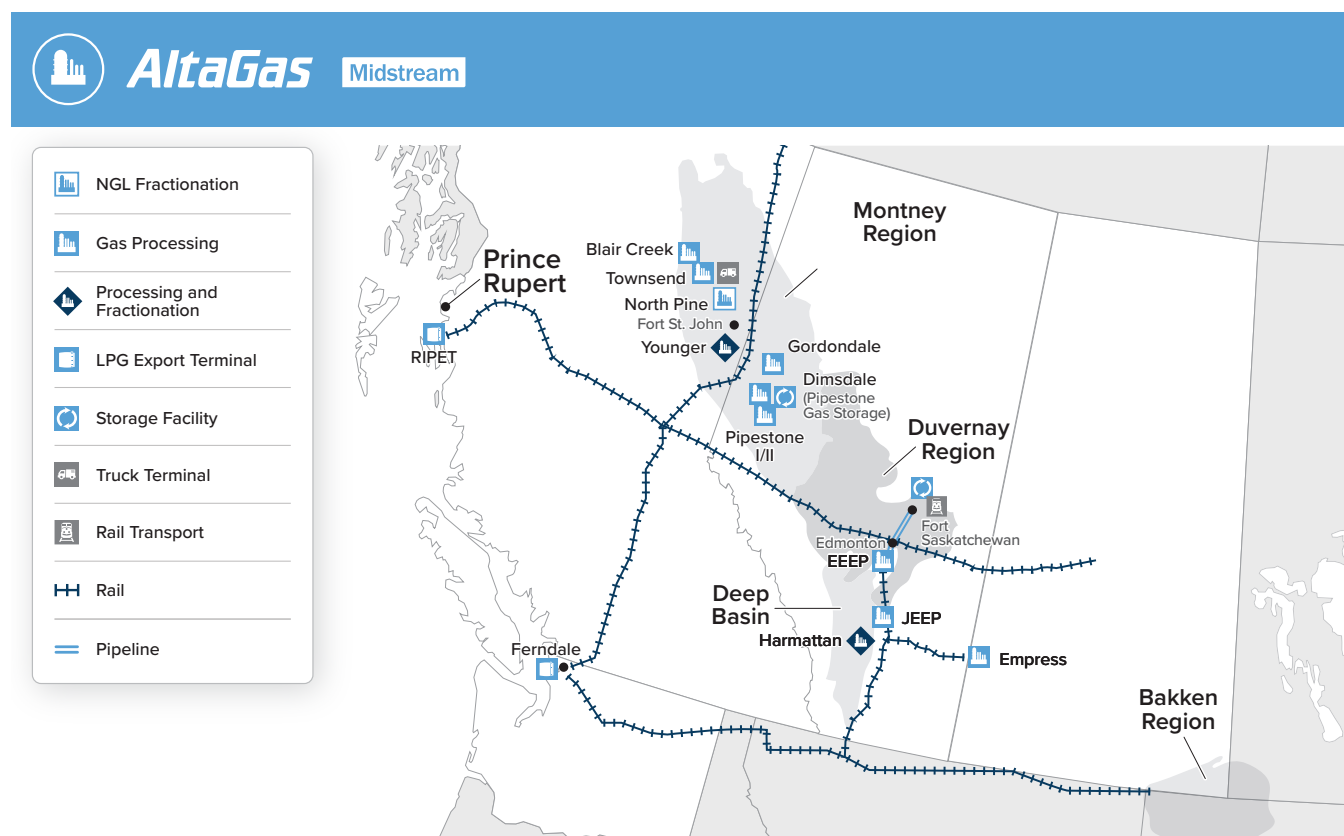 AltaGas
Midstream
NGL Fractionation
Gas Processing
Processing and
Fractionation
LPG Export Terminal
Storage Facility
Truck Terminal
Rail Transport
Rail
Pipeline
Montney
Region
Blair Creek
Townsend
North Pine
Fort St. John
Younger
Prince
Rupert
RIPET
Gordondale
Dimsdale
(Pipestone
Gas Storage)
Pipestone
I/II
Duvernay
Region
Fort
Saskatchewan
Edmonton
EEEP
Deep
Basin
JEEP
Harmattan
Empress
Ferndale
Bakken
Region